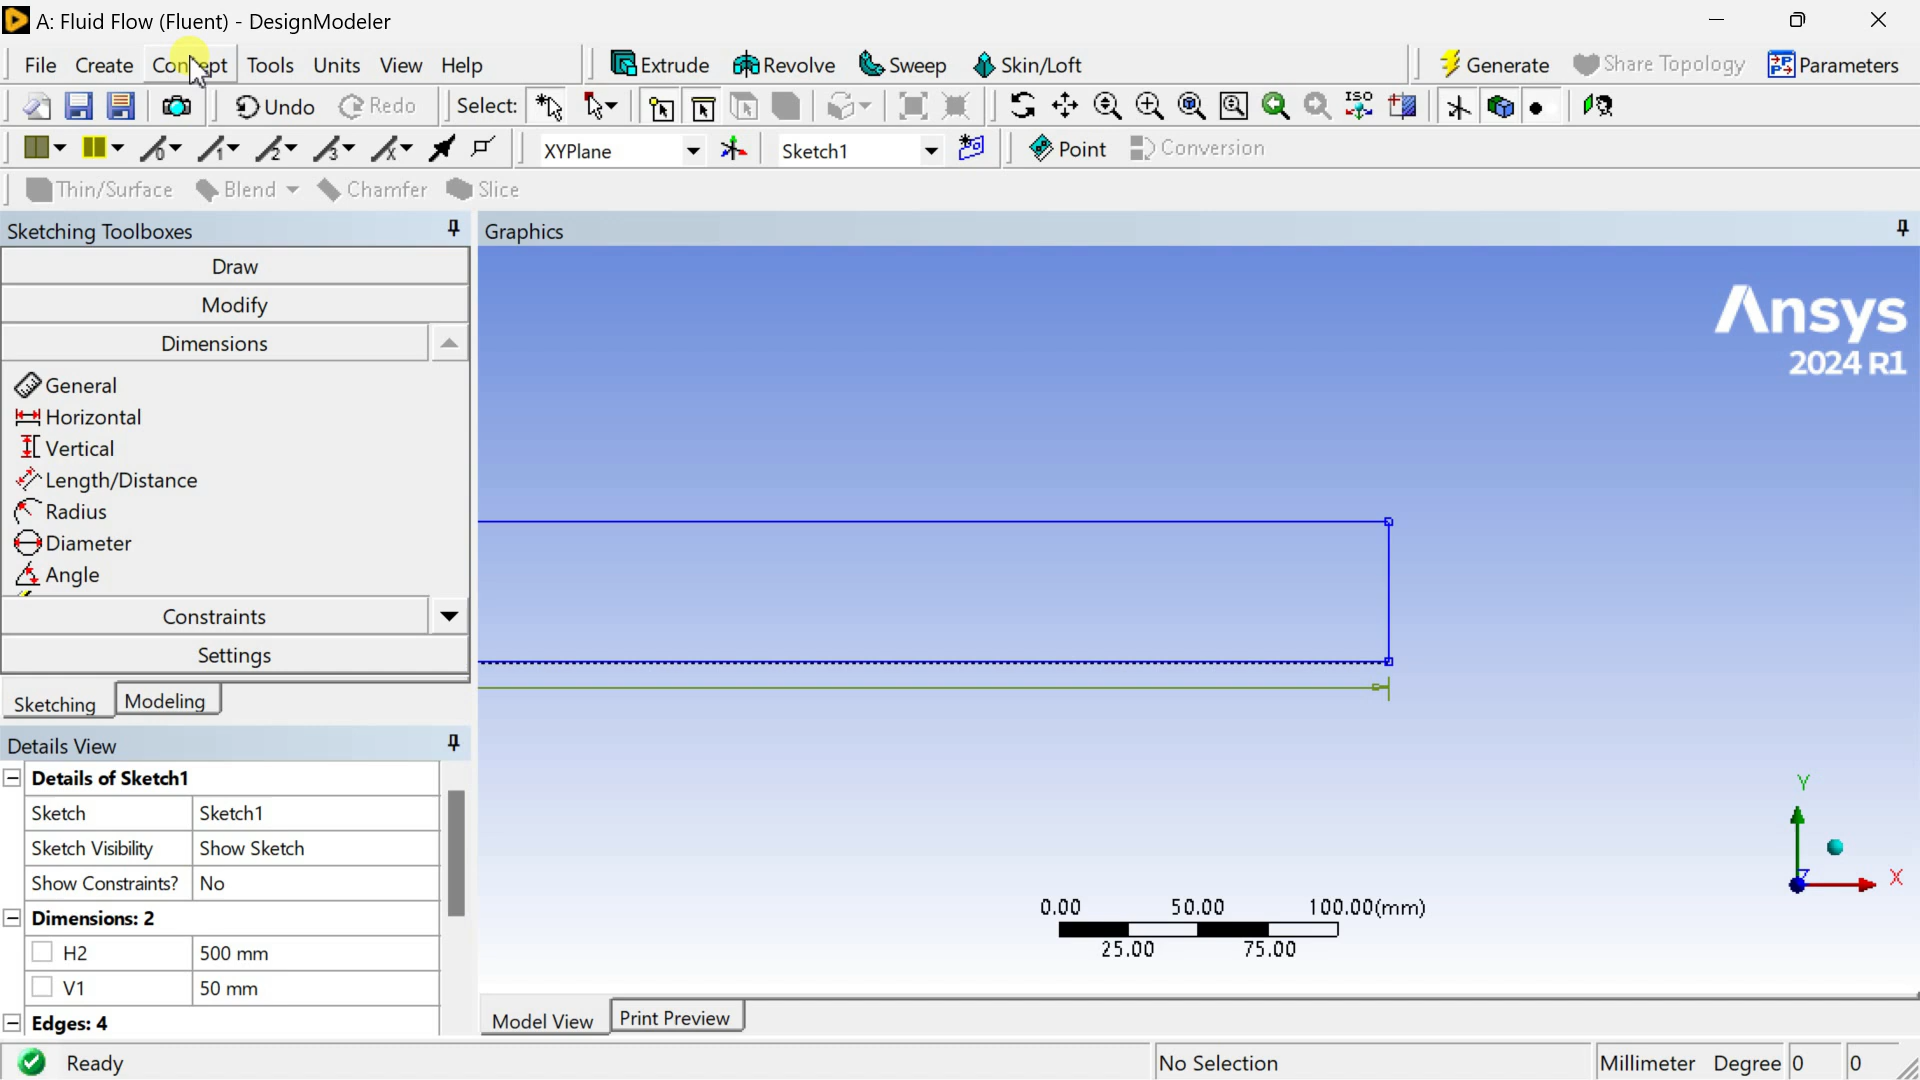 A: Fluid Flow (Fluent) - DesignModeler
File Create Concept Tools Units View Help Extrude Revolve Sweep Skin/Loft Generate Share Topology Parameters
Undo Redo Select: ISO
XYPlane Sketch1 Point Conversion
Thin/Surface Blend Chamfer Slice
Sketching Toolboxes
Draw
Modify
Dimensions
General
Horizontal
Vertical
Length/Distance
Radius
Diameter
Angle
Constraints
Settings
Sketching Modeling
Details View
Details of Sketch1
Sketch Sketch1
Sketch Visibility Show Sketch
Show Constraints? No
Dimensions: 2
H2 500 mm
V1 50 mm
Edges: 4
Graphics
Ansys
2024 R1
Y
Z
X
0.00 50.00 100.00(mm)
25.00 75.00
Model View Print Preview
Ready No Selection Millimeter Degree 0 0